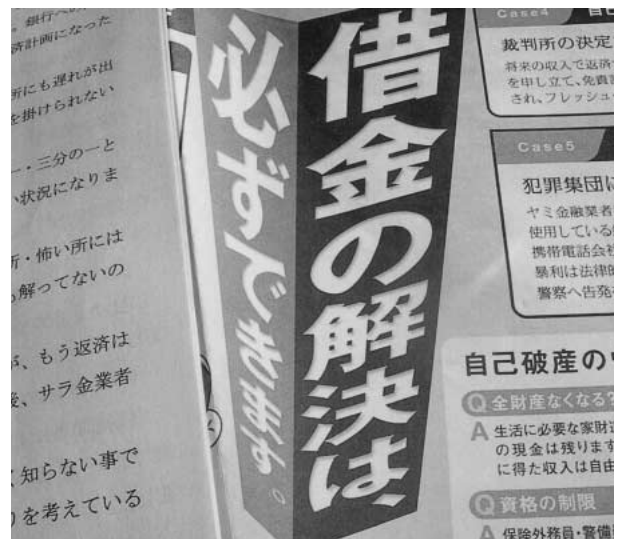 借金の解決は、
必ずできます。
銀行への
済計画になった
所にも遅れが出
を掛けられない
一・三分の一と
い状況になりま
所・怖い所には
も解ってないの
が、もう返済は
後、サラ金業者
く知らない事で
りを考えている
Case4
裁判所の決定
将来の収入で返済
を申し立て、免責
され、フレッシュ
Case5
犯罪集団に
ヤミ金融業者
使用している
携帯電話会社
暴利は法律的
警察へ告発
自己破産の
Q 全財産なくなる?
A 生活に必要な家財道
の現金は残ります
に得た収入は自由
Q 資格の制限
A 保険外務員・警備